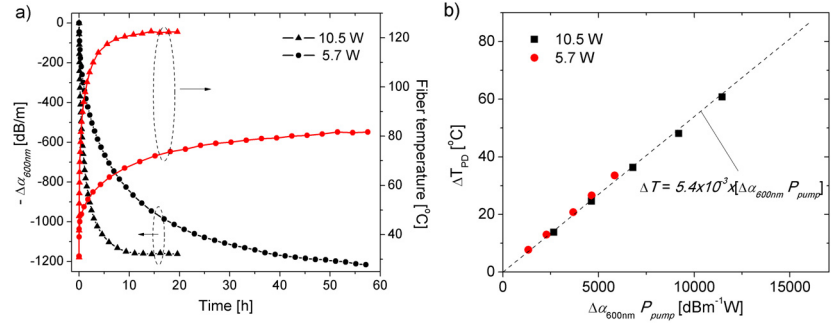 a)
10.5 W
5.7 W
0
-200
-400
-600
-800
-1000
-1200
- Δα600nm [dB/m]
0 10 20 30 40 50 60
Time [h]
120
100
80
60
40
Fiber temperature [°C]
b)
10.5 W
5.7 W
80
60
40
20
0
ΔTPD [°C]
ΔT = 5.4x10-3x[Δα600nm Ppump]
0 5000 10000 15000
Δα600nm Ppump [dBm-1W]